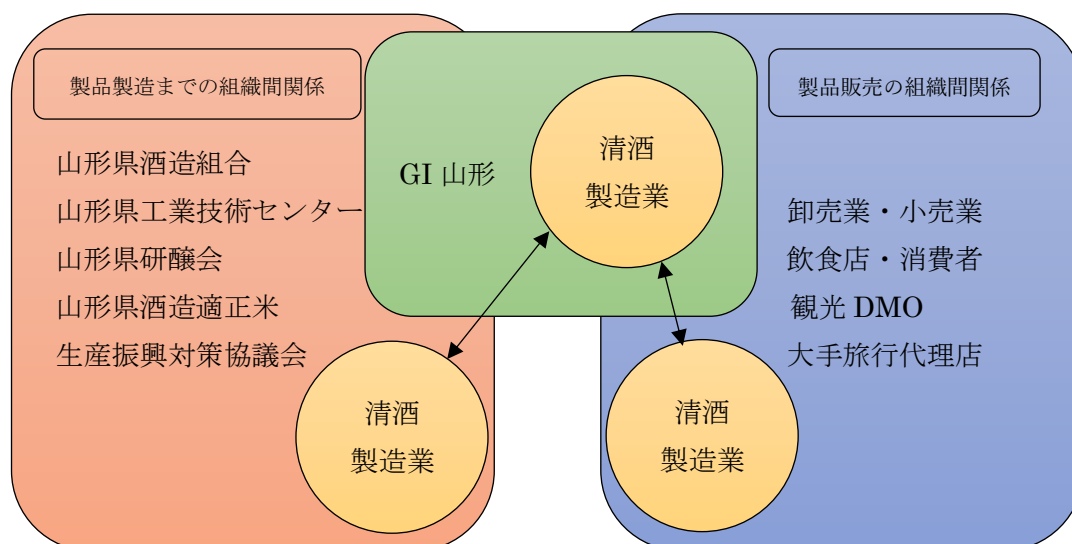 製品製造までの組織間関係
山形県酒造組合
山形県工業技術センター
山形県研醸会
山形県酒造適正米
生産振興対策協議会
GI 山形
清酒
製造業
清酒
製造業
清酒
製造業
製品販売の組織間関係
卸売業・小売業
飲食店・消費者
観光 DMO
大手旅行代理店